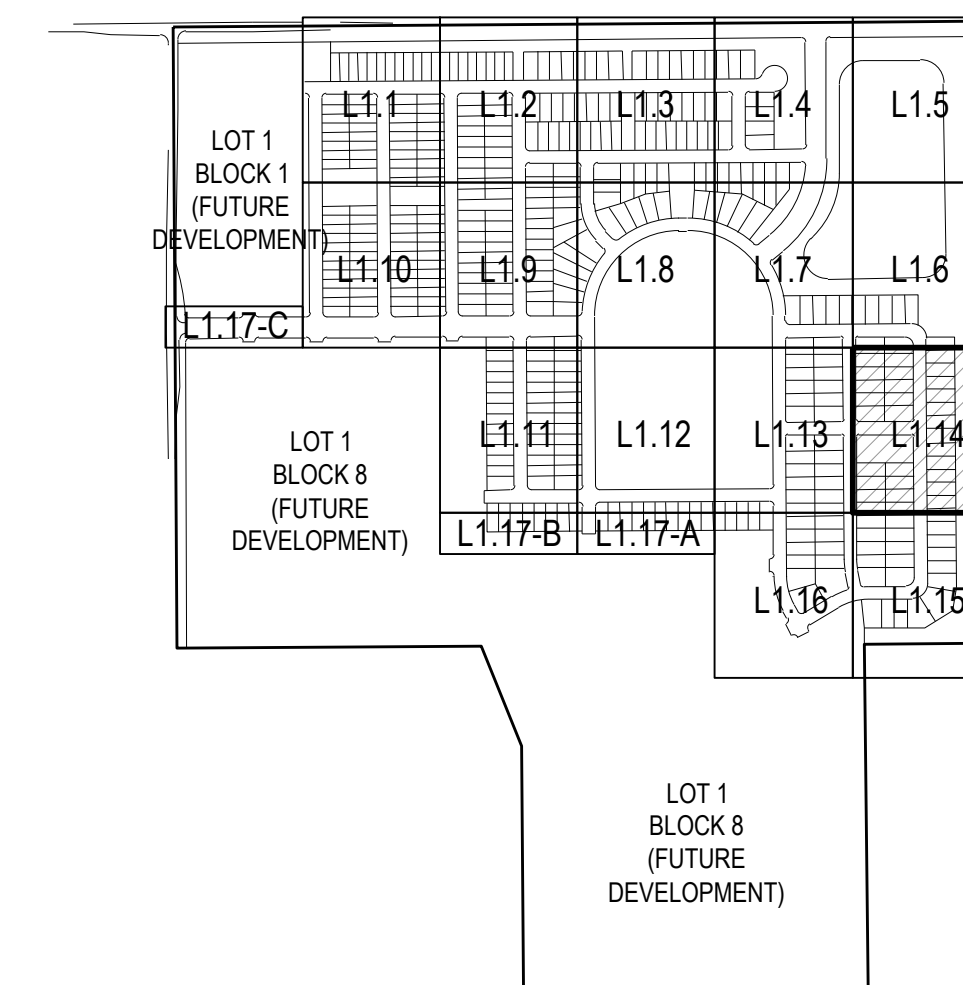 L1.1
L1.2
L1.3
L1.4
L1.5
LOT 1
BLOCK 1
(FUTURE
DEVELOPMENT)
L1.10
L1.9
L1.8
L1.7
L1.6
L1.17-C
LOT 1
BLOCK 8
(FUTURE
DEVELOPMENT)
L1.11
L1.12
L1.13
L1.14
L1.17-B
L1.17-A
L1.16
L1.15
LOT 1
BLOCK 8
(FUTURE
DEVELOPMENT)